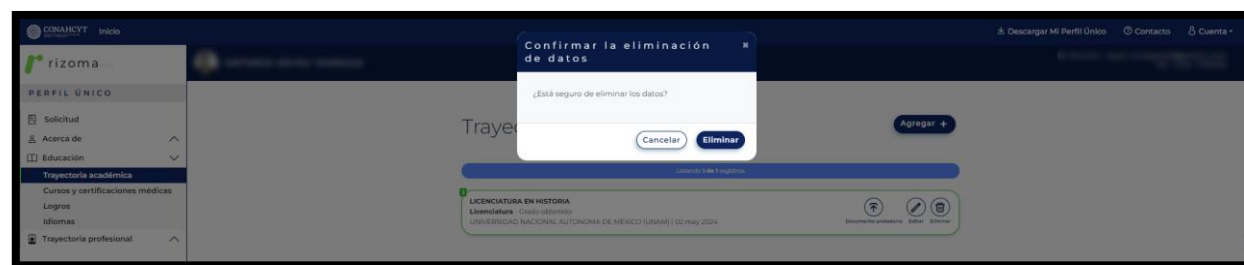 CONAHCYT Inicio
Descargar Mi Perfil Único Contacto Cuenta
rizoma
Confirmar la eliminación
de datos
¿Está seguro de eliminar los datos?
Cancelar Eliminar
PERFIL ÚNICO
Solicitud
Acerca de
Educación
Trayectoria académica
Cursos y certificaciones médicas
Logros
Idiomas
Trayectoria profesional
Traye
Agregar +
Listando 1 de 1 registros.
LICENCIATURA EN HISTORIA
Licenciatura - Grado obtenido
UNIVERSIDAD NACIONAL AUTONOMA DE MEXICO (UNAM) | 02 may 2024
Documento probatorio Editar Eliminar